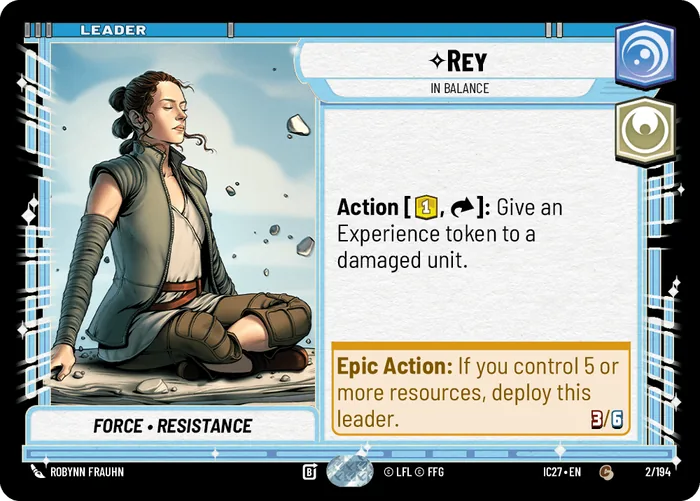 LEADER
✧REY
IN BALANCE
Action [1, ]: Give an
Experience token to a
damaged unit.
Epic Action: If you control 5 or
more resources, deploy this
leader.
3/6
FORCE • RESISTANCE
ROBYNN FRAUHN
B
© LFL © FFG
IC27 • EN
C
2/194